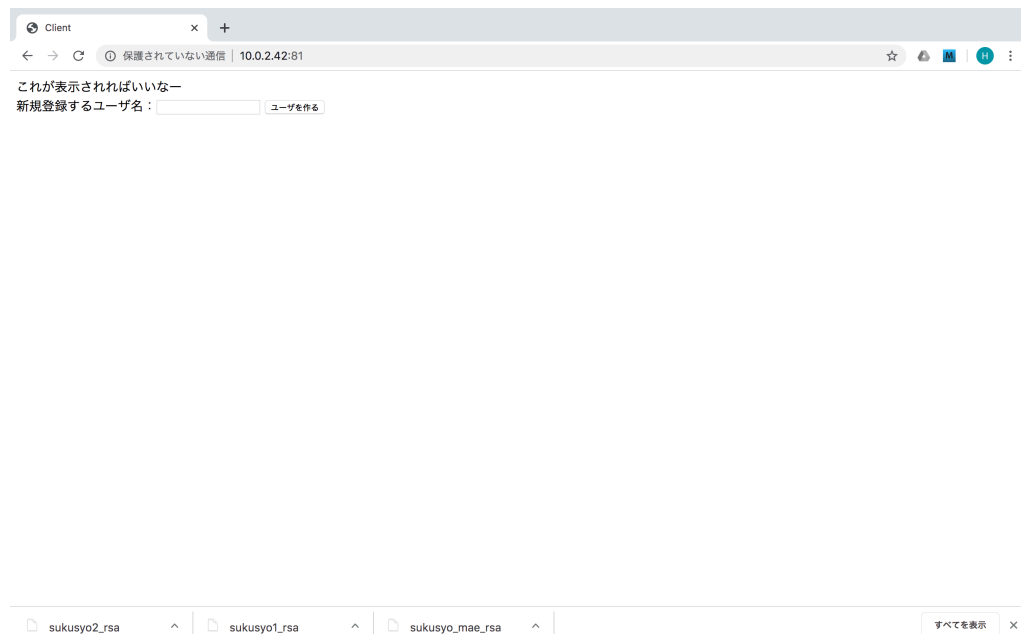 Client
保護されていない通信 10.0.2.42:81
M
H
これが表示されればいいなー
新規登録するユーザ名：
ユーザを作る
sukusyo2_rsa
sukusyo1_rsa
sukusyo_mae_rsa
すべてを表示